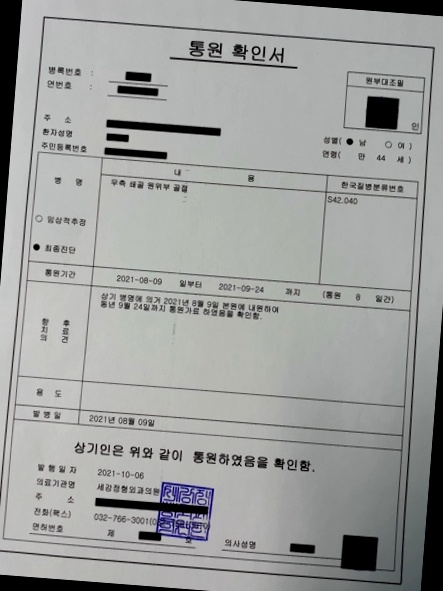 통원 확인서
병록번호 :
연번호 :
원부대조필
인
주 소
환자성명
주민등록번호
성별( ● 남 ○ 여 )
연령( 만 44 세 )
병 명
내 용
한국질병분류번호
우측 쇄골 원위부 골절
S42.040
○ 임상적추정
● 최종진단
통원기간 2021-08-09 일부터 2021-09-24 까지 (통원 8 일간)
향 후
치 료
의 견
상기 병명에 의거 2021년 8월 9일 본원에 내원하여
동년 9월 24일까지 통원가료 하였음을 확인함.
용 도
발 병 일 2021년 08월 09일
상기인은 위와 같이 통원하였음을 확인함.
발 행 일 자 2021-10-06
의료기관명 세강정형외과의원
주 소
전화(팩스) 032-766-3001
면허번호 제 호 의사성명